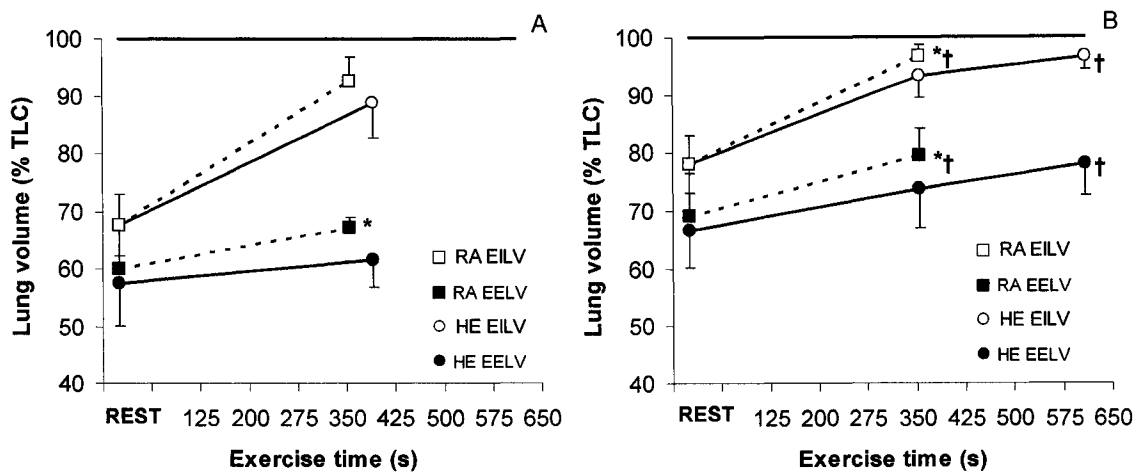 A
Lung volume (% TLC)
100
90
80
70
60
50
40
*
RA EILV
RA EELV
HE EILV
HE EELV
REST 125 200 275 350 425 500 575 650
Exercise time (s)
B
Lung volume (% TLC)
100
90
80
70
60
50
40
*†
†
*†
†
RA EILV
RA EELV
HE EILV
HE EELV
REST 125 200 275 350 425 500 575 650
Exercise time (s)